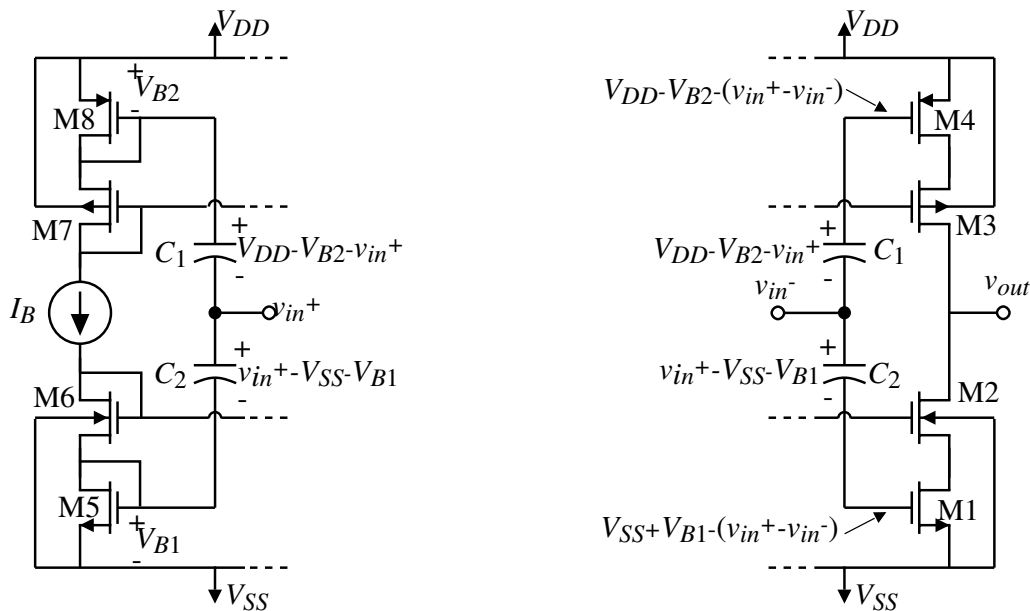 VDD
+
VB2
-
M8
M7
C1
+
VDD-VB2-vin+
-
IB
vin+
C2
+
vin+-VSS-VB1
-
M6
M5
+
VB1
-
VSS
VDD
VDD-VB2-(vin+-vin-)
M4
M3
+
VDD-VB2-vin+
C1
-
vin-
vout
+
vin+-VSS-VB1
C2
-
M2
M1
VSS+VB1-(vin+-vin-)
VSS